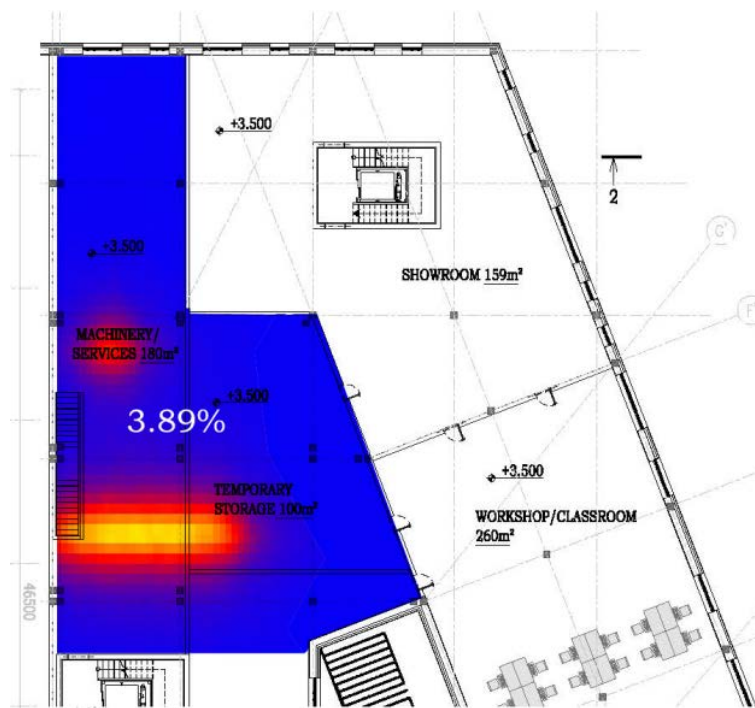 +3.500
2
G'
SHOWROOM 159m²
+3.500
F
MACHINERY/
SERVICES 180m²
+3.500
3.89%
+3.500
TEMPORARY
STORAGE 100m²
WORKSHOP/CLASSROOM
260m²
46500